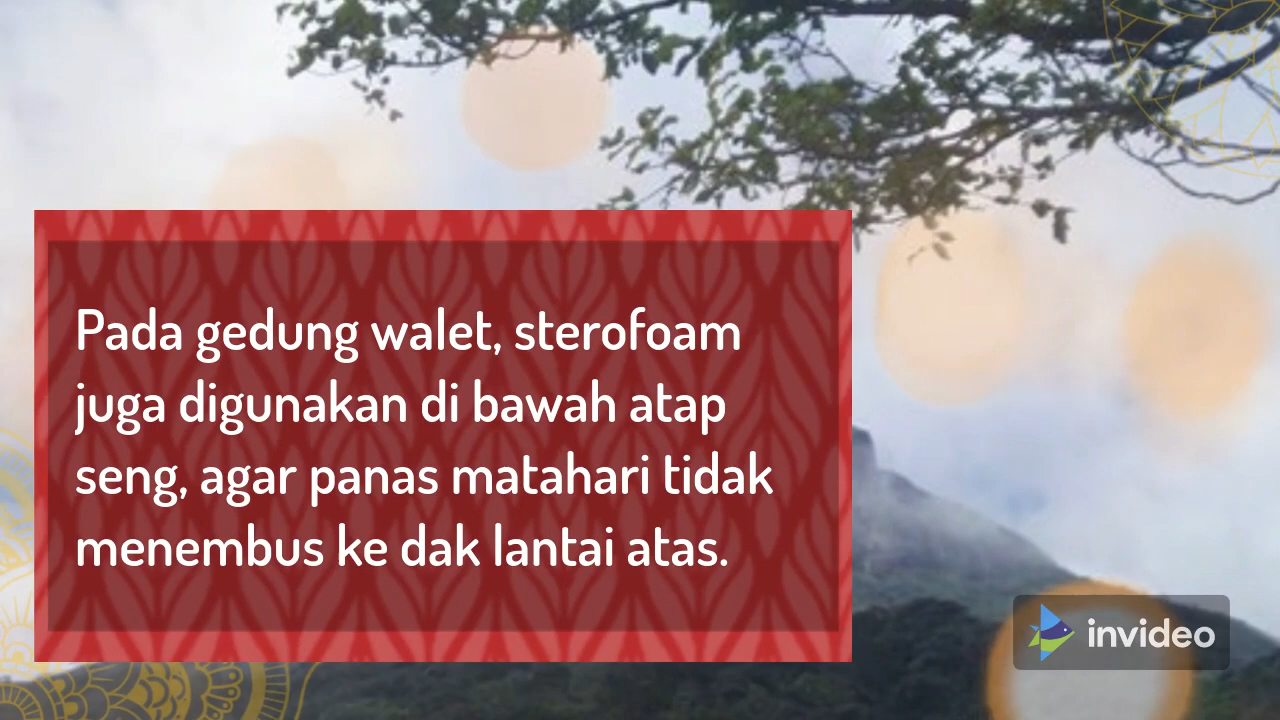 Pada gedung walet, sterofoam
juga digunakan di bawah atap
seng, agar panas matahari tidak
menembus ke dak lantai atas.
invideo